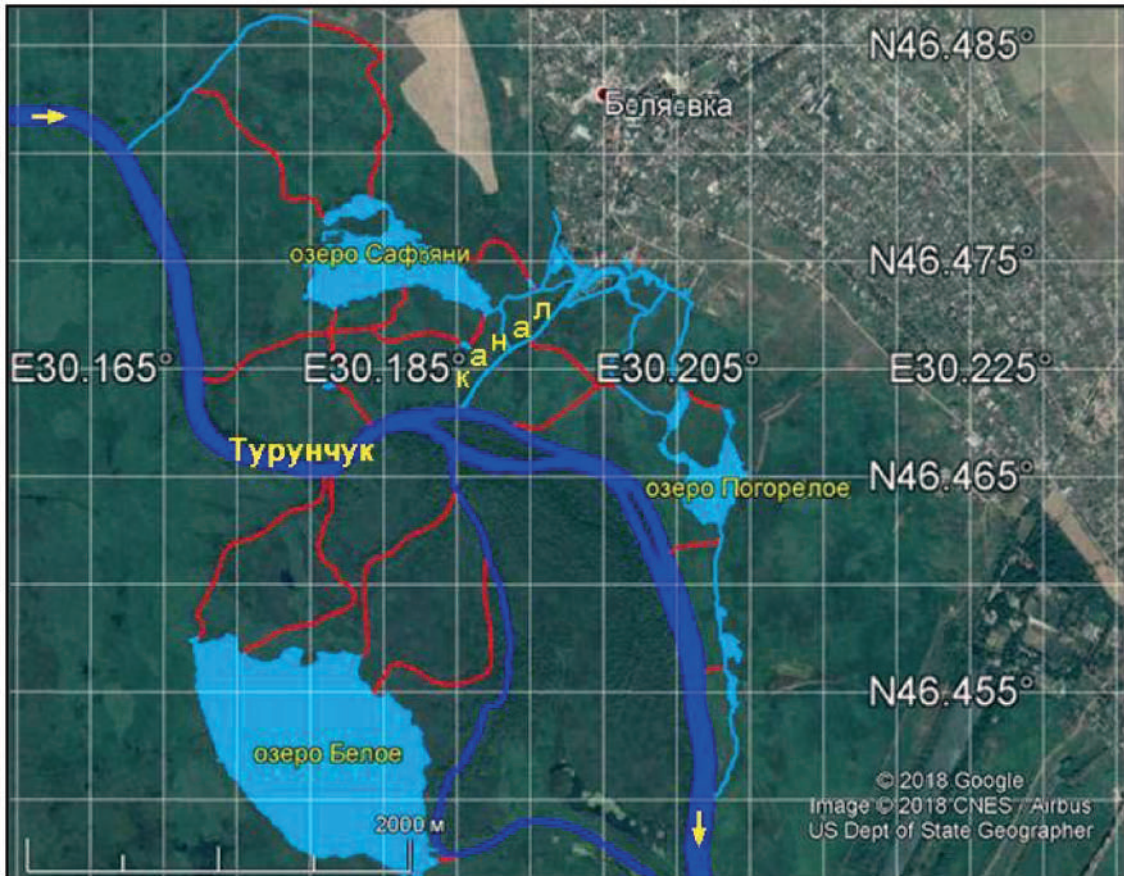 N46.485°
Беляевка
озеро Сафьяни
N46.475°
канал
E30.165°
E30.185°
E30.205°
E30.225°
Турунчук
N46.465°
озеро Погорелое
N46.455°
озеро Белое
2000 м
© 2018 Google
Image © 2018 CNES / Airbus
US Dept of State Geographer